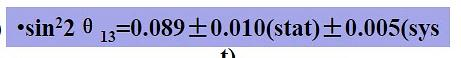 •sin²2 θ ₁₃=0.089±0.010(stat)±0.005(sys
t)